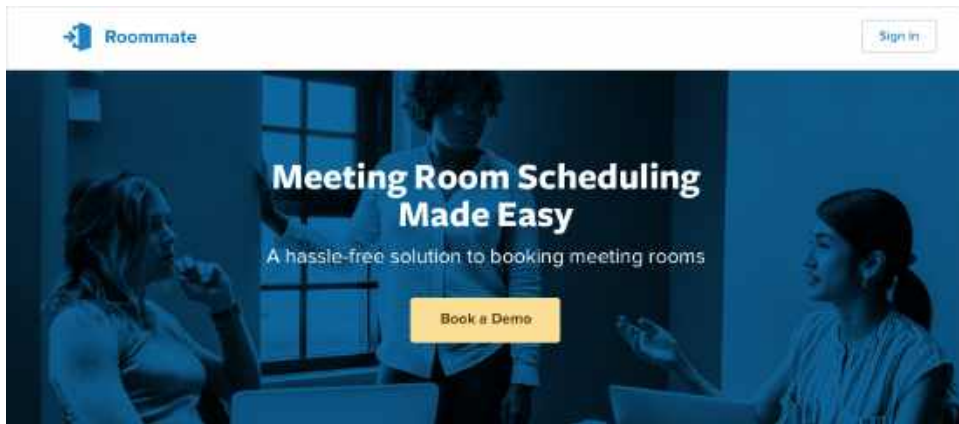 Roommate
Sign in
Meeting Room Scheduling
Made Easy
A hassle-free solution to booking meeting rooms
Book a Demo